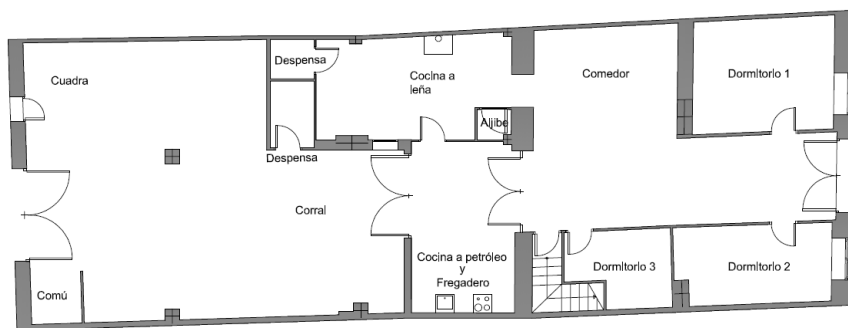 Despensa
Cuadra
Cocina a
leña
Comedor
Dormitorio 1
Aljibe
Despensa
Corral
Cocina a petróleo
y
Fregadero
Dormitorio 3
Dormitorio 2
Comú